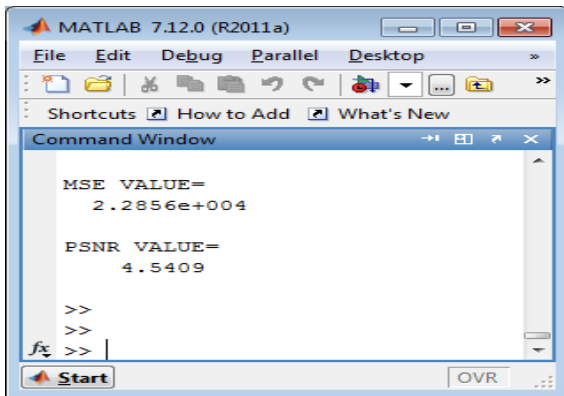 MATLAB 7.12.0 (R2011a)
File Edit Debug Parallel Desktop »
Shortcuts How to Add What's New
Command Window
MSE VALUE=
2.2856e+004
PSNR VALUE=
4.5409
>>
>>
fx >>
Start OVR